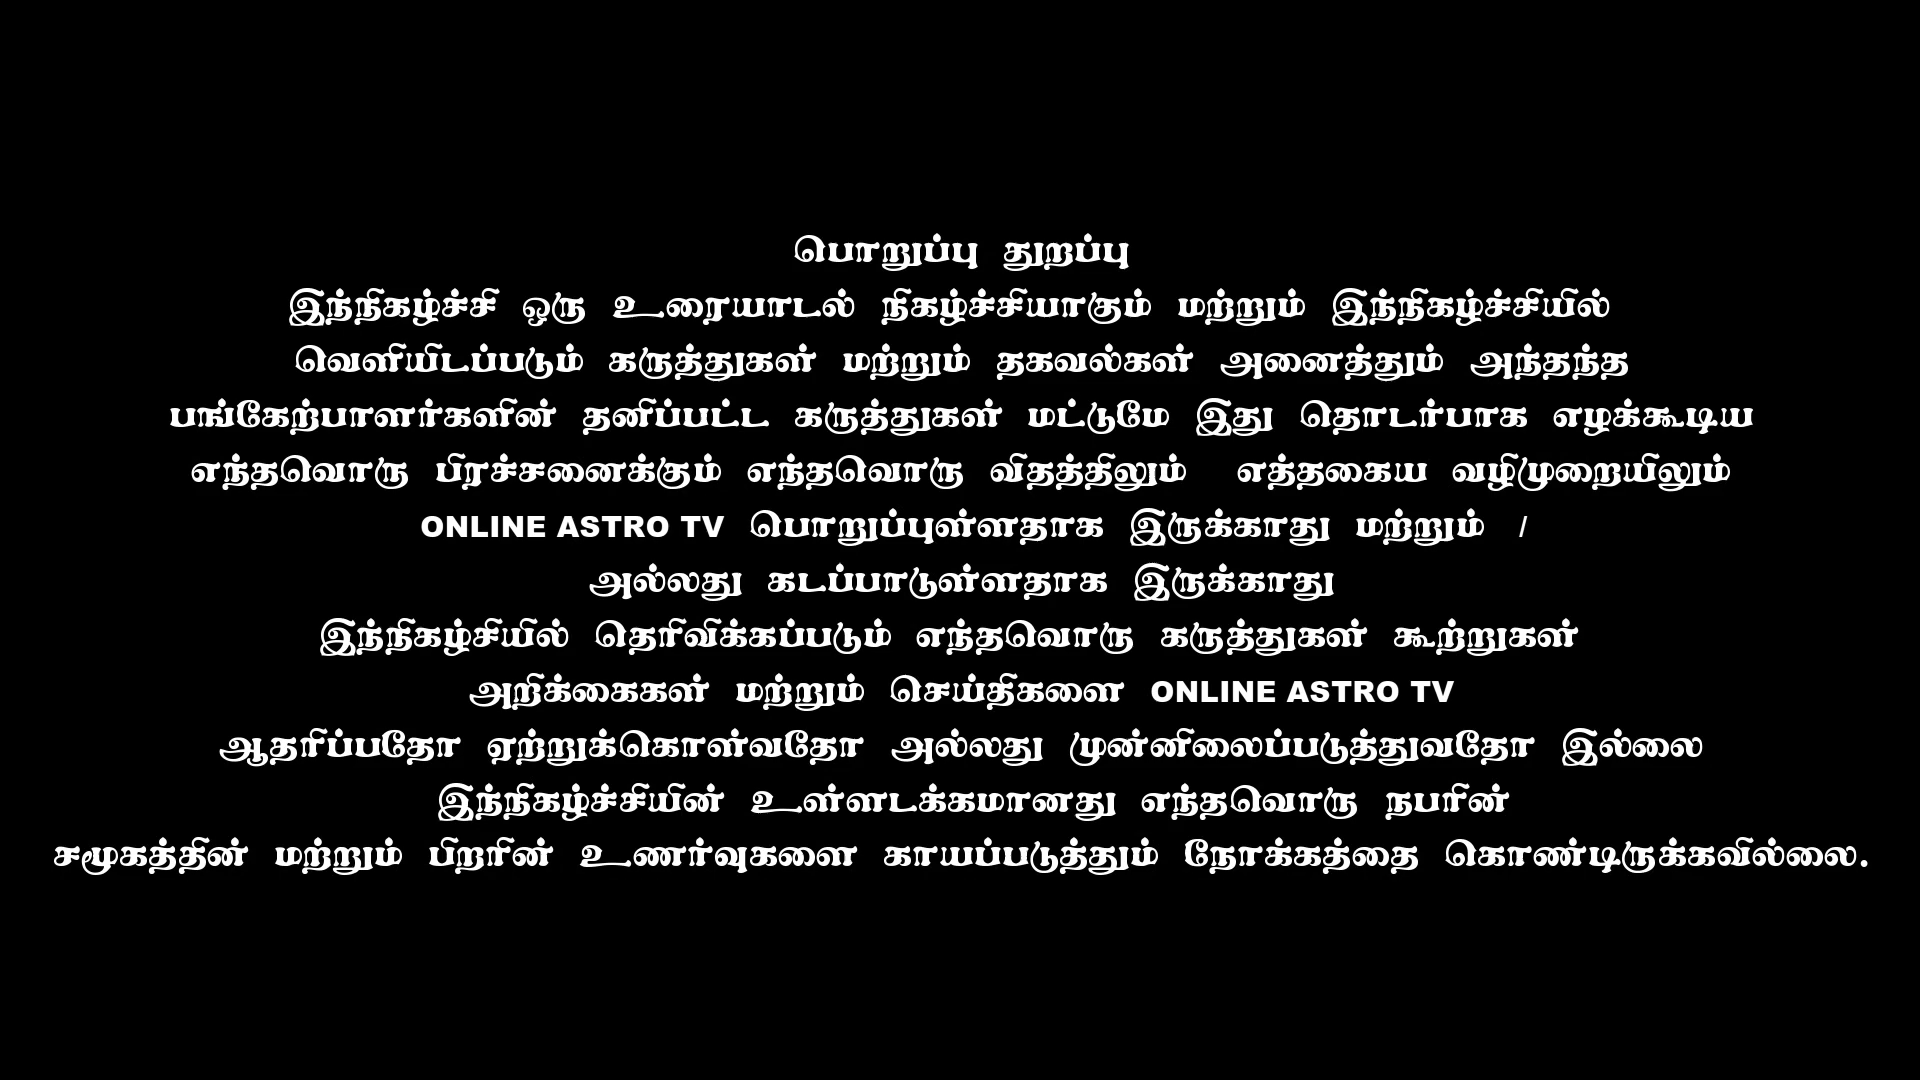 பொறுப்பு துறப்பு
இந்நிகழ்ச்சி ஒரு உரையாடல் நிகழ்ச்சியாகும் மற்றும் இந்நிகழ்ச்சியில்
வெளியிடப்படும் கருத்துகள் மற்றும் தகவல்கள் அனைத்தும் அந்தந்த
பங்கேற்பாளர்களின் தனிப்பட்ட கருத்துகள் மட்டுமே இது தொடர்பாக எழக்கூடிய
எந்தவொரு பிரச்சனைக்கும் எந்தவொரு விதத்திலும் எத்தகைய வழிமுறையிலும்
ONLINE ASTRO TV பொறுப்புள்ளதாக இருக்காது மற்றும் /
அல்லது கடப்பாடுள்ளதாக இருக்காது
இந்நிகழ்சியில் தெரிவிக்கப்படும் எந்தவொரு கருத்துகள் கூற்றுகள்
அறிக்கைகள் மற்றும் செய்திகளை ONLINE ASTRO TV
ஆதரிப்பதோ ஏற்றுக்கொள்வதோ அல்லது முன்னிலைப்படுத்துவதோ இல்லை
இந்நிகழ்ச்சியின் உள்ளடக்கமானது எந்தவொரு நபரின்
சமூகத்தின் மற்றும் பிறரின் உணர்வுகளை காயப்படுத்தும் நோக்கத்தை கொண்டிருக்கவில்லை.